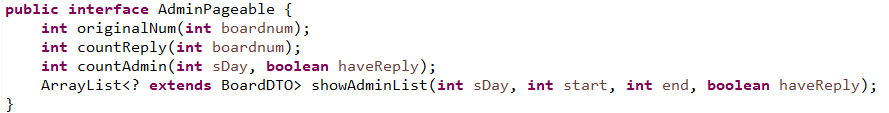 public interface AdminPageable {
    int originalNum(int boardnum);
    int countReply(int boardnum);
    int countAdmin(int sDay, boolean haveReply);
    ArrayList<? extends BoardDTO> showAdminList(int sDay, int start, int end, boolean haveReply);
}